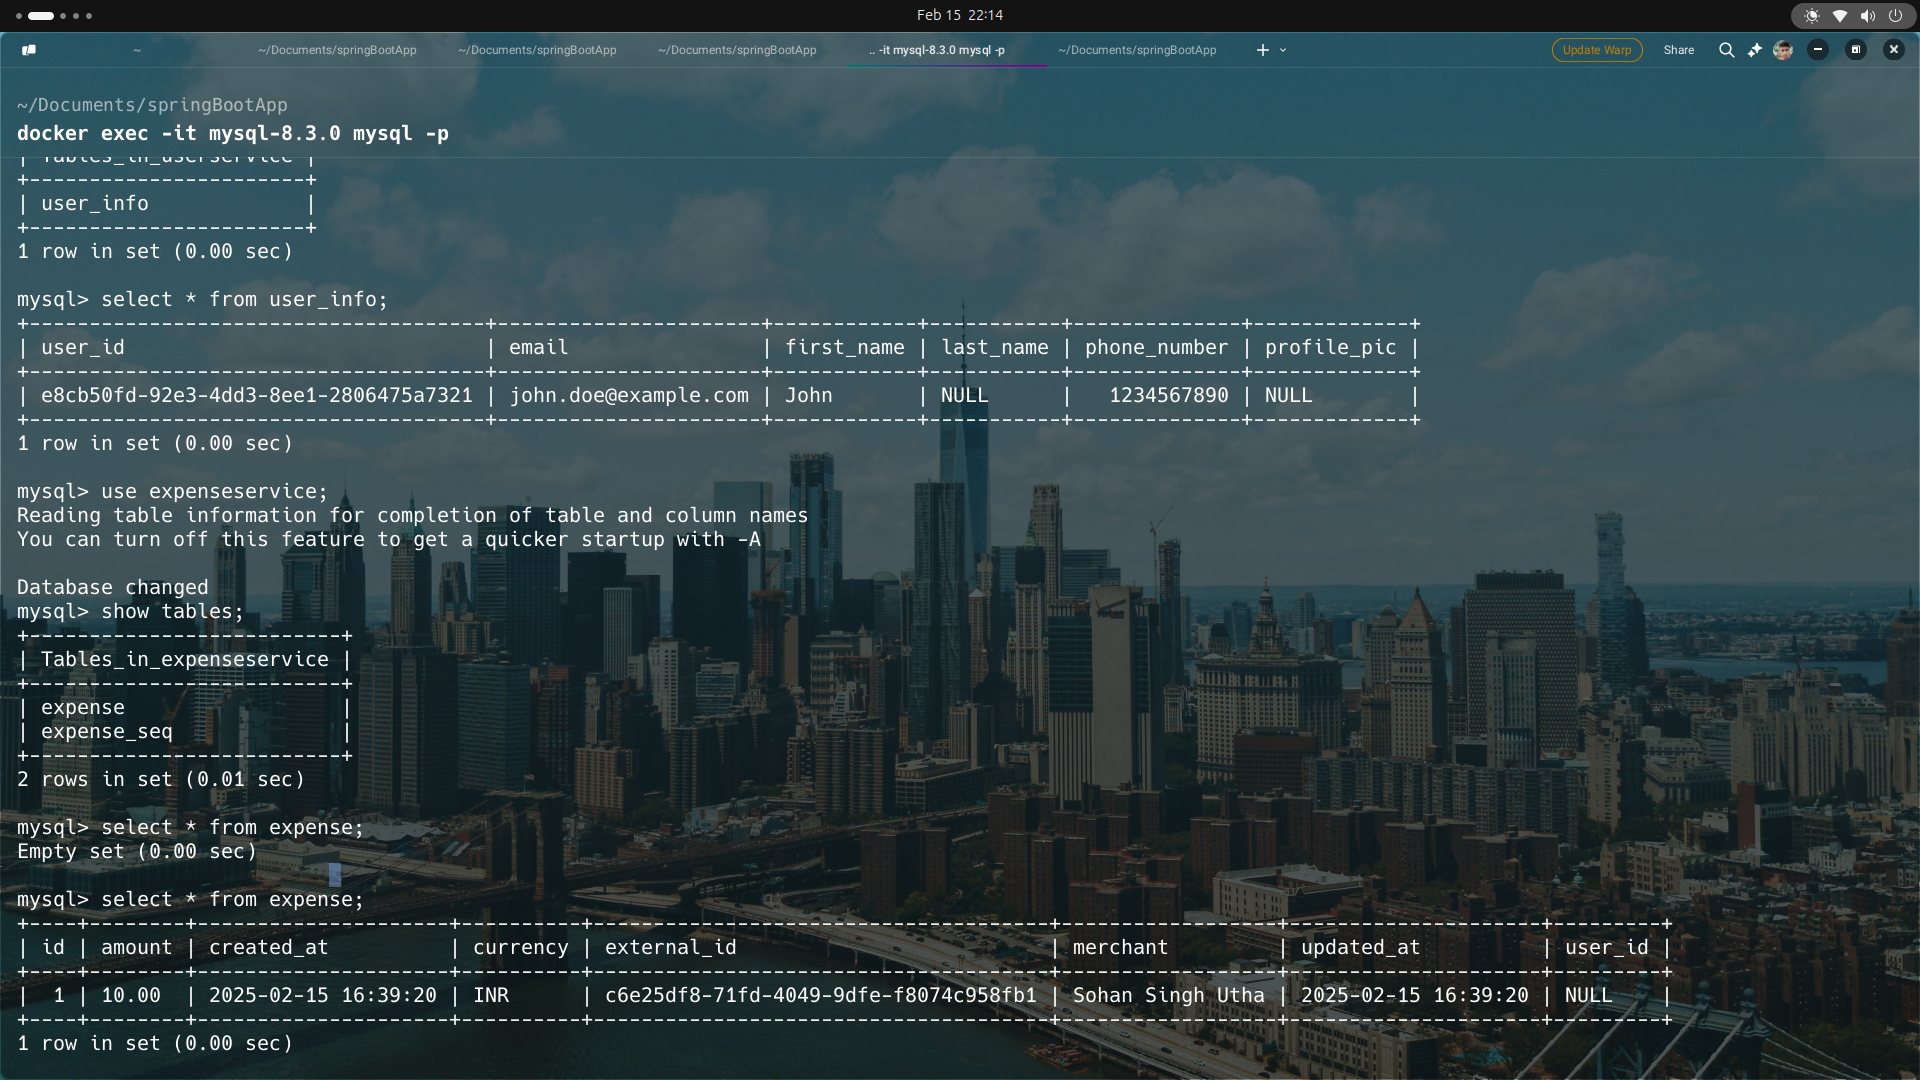 Feb 15 22:14
~ ~/Documents/springBootApp ~/Documents/springBootApp ~/Documents/springBootApp .. -it mysql-8.3.0 mysql -p ~/Documents/springBootApp Update Warp Share
~/Documents/springBootApp
docker exec -it mysql-8.3.0 mysql -p
| Tables_in_userservice |
+-----------------------+
| user_info             |
+-----------------------+
1 row in set (0.00 sec)

mysql> select * from user_info;
+--------------------------------------+----------------------+------------+-----------+--------------+-------------+
| user_id                              | email                | first_name | last_name | phone_number | profile_pic |
+--------------------------------------+----------------------+------------+-----------+--------------+-------------+
| e8cb50fd-92e3-4dd3-8ee1-2806475a7321 | john.doe@example.com | John       | NULL      |   1234567890 | NULL        |
+--------------------------------------+----------------------+------------+-----------+--------------+-------------+
1 row in set (0.00 sec)

mysql> use expenseservice;
Reading table information for completion of table and column names
You can turn off this feature to get a quicker startup with -A

Database changed
mysql> show tables;
+--------------------------+
| Tables_in_expenseservice |
+--------------------------+
| expense                  |
| expense_seq              |
+--------------------------+
2 rows in set (0.01 sec)

mysql> select * from expense;
Empty set (0.00 sec)

mysql> select * from expense;
+----+--------+---------------------+----------+--------------------------------------+------------------+---------------------+---------+
| id | amount | created_at          | currency | external_id                          | merchant         | updated_at          | user_id |
+----+--------+---------------------+----------+--------------------------------------+------------------+---------------------+---------+
|  1 | 10.00  | 2025-02-15 16:39:20 | INR      | c6e25df8-71fd-4049-9dfe-f8074c958fb1 | Sohan Singh Utha | 2025-02-15 16:39:20 | NULL    |
+----+--------+---------------------+----------+--------------------------------------+------------------+---------------------+---------+
1 row in set (0.00 sec)